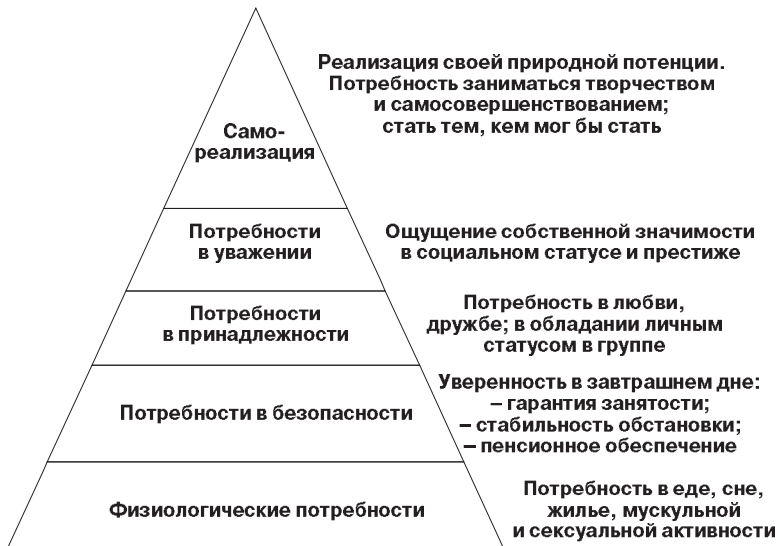 Реализация своей природной потенции.
Потребность заниматься творчеством
и самосовершенствованием;
стать тем, кем мог бы стать
Само-
реализация
Потребности
в уважении
Ощущение собственной значимости
в социальном статусе и престиже
Потребности
в принадлежности
Потребность в любви,
дружбе; в обладании личным
статусом в группе
Потребности в безопасности
Уверенность в завтрашнем дне:
– гарантия занятости;
– стабильность обстановки;
– пенсионное обеспечение
Физиологические потребности
Потребность в еде, сне,
жилье, мускульной
и сексуальной активности